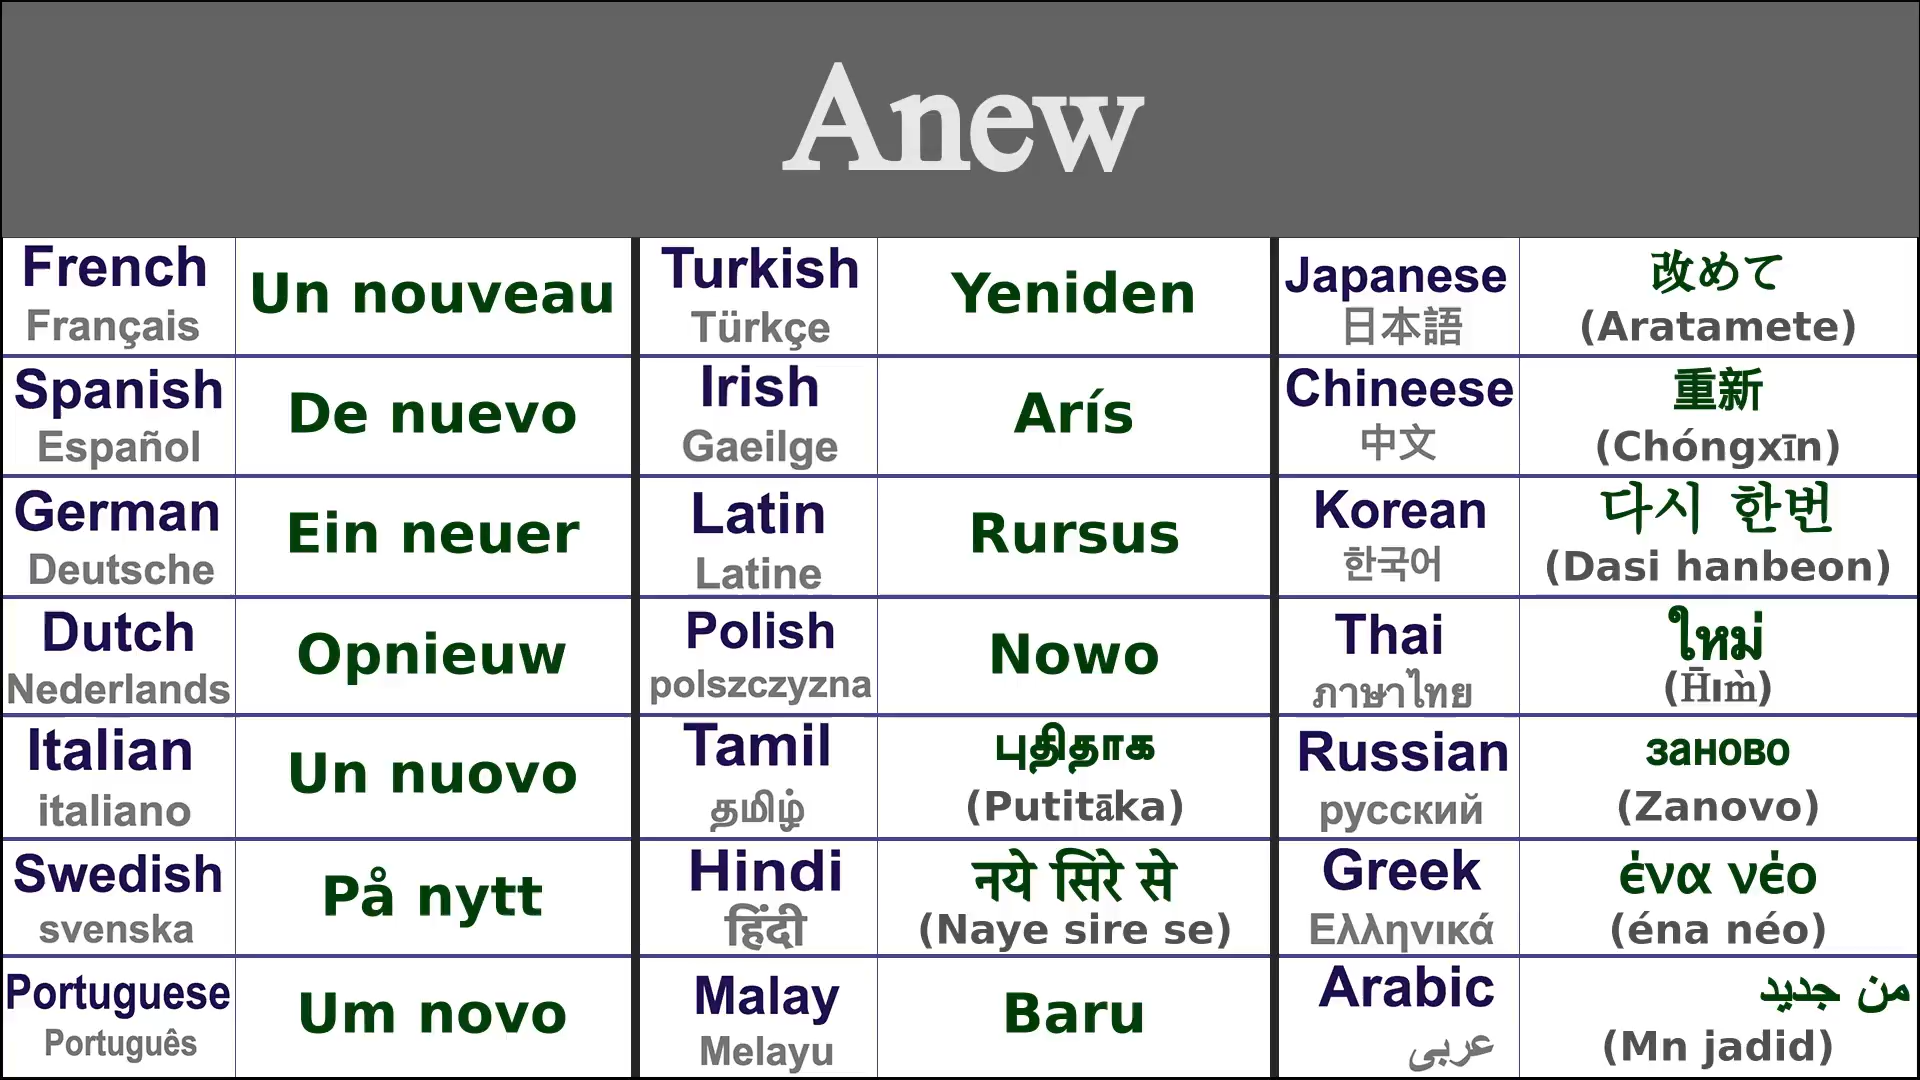 Anew
French
Français
Un nouveau
Turkish
Türkçe
Yeniden
Japanese
日本語
改めて
(Aratamete)
Spanish
Español
De nuevo
Irish
Gaeilge
Arís
Chineese
中文
重新
(Chóngxīn)
German
Deutsche
Ein neuer
Latin
Latine
Rursus
Korean
한국어
다시 한번
(Dasi hanbeon)
Dutch
Nederlands
Opnieuw
Polish
polszczyzna
Nowo
Thai
ภาษาไทย
ใหม่
(H̄ım̀)
Italian
italiano
Un nuovo
Tamil
தமிழ்
புதிதாக
(Putitāka)
Russian
русский
заново
(Zanovo)
Swedish
svenska
På nytt
Hindi
हिंदी
नये सिरे से
(Naye sire se)
Greek
Ελληνικά
ένα νέο
(éna néo)
Portuguese
Português
Um novo
Malay
Melayu
Baru
Arabic
عربى
من جديد
(Mn jadid)